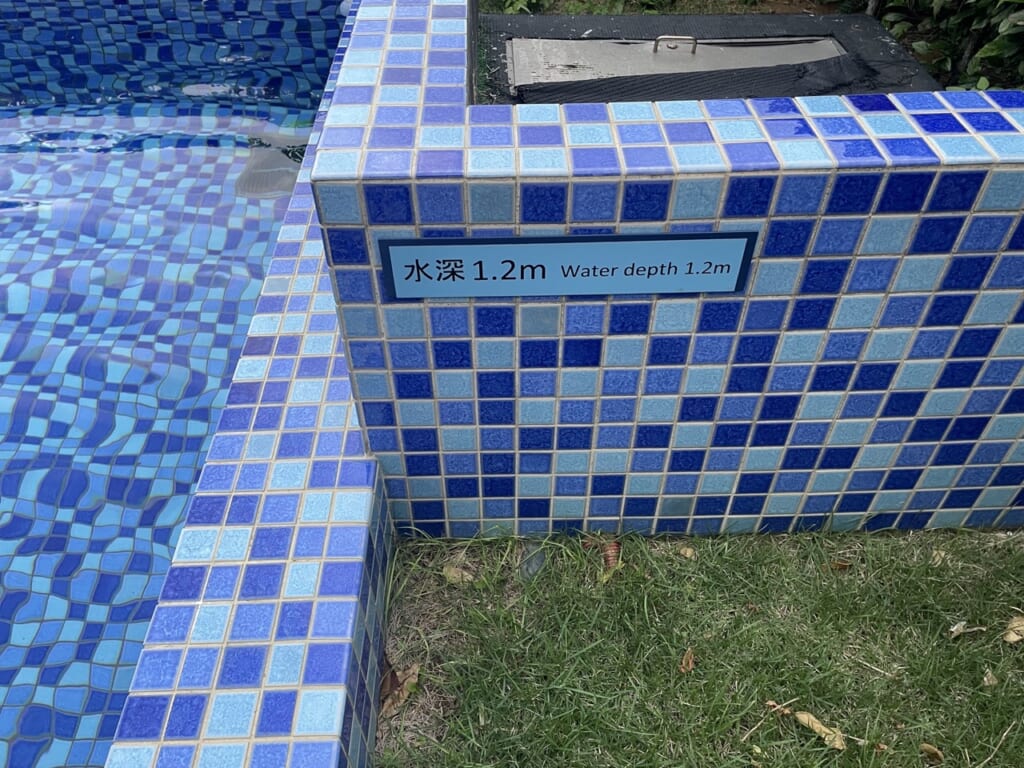 水深 1.2m Water depth 1.2m